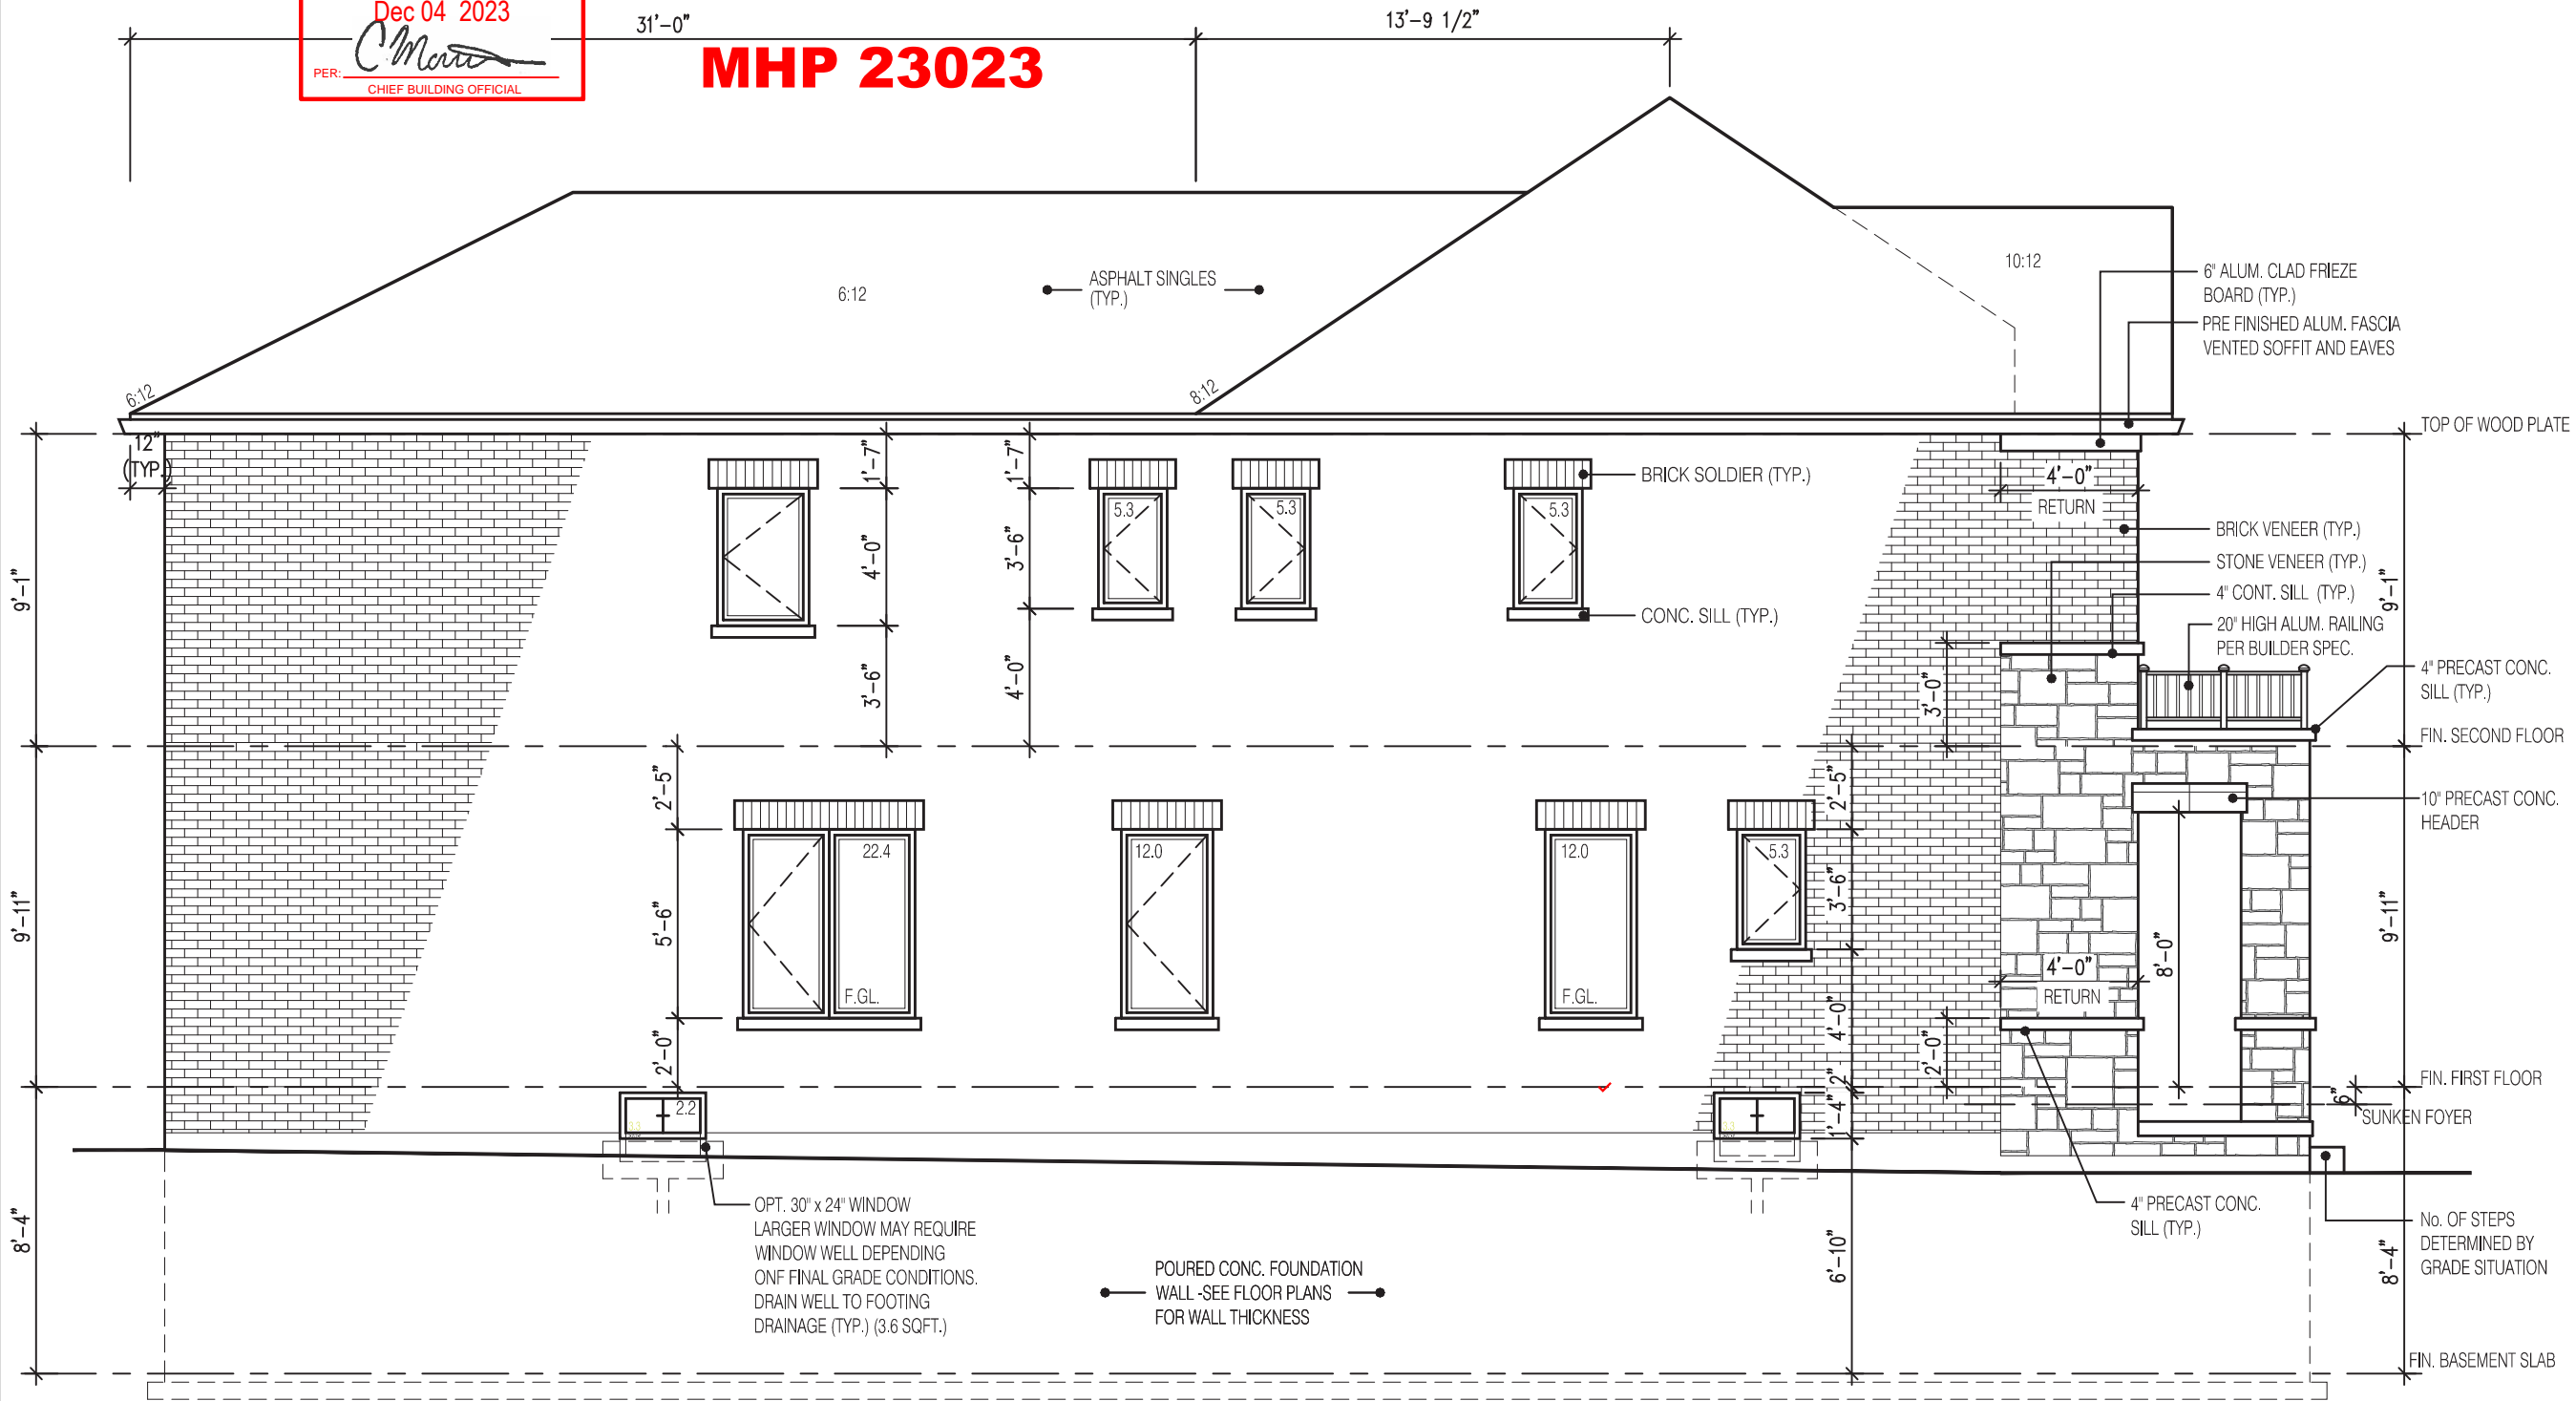 Dec 04 2023
PER:
CHIEF BUILDING OFFICIAL
MHP 23023
31'-0"
13'-9 1/2"
6:12
ASPHALT SINGLES
(TYP.)
10:12
6:12
8:12
6" ALUM. CLAD FRIEZE
BOARD (TYP.)
PRE FINISHED ALUM. FASCIA
VENTED SOFFIT AND EAVES
TOP OF WOOD PLATE
12"
(TYP.)
1'-7"
1'-7"
4'-0"
3'-6"
3'-6"
4'-0"
5.3
5.3
5.3
BRICK SOLDIER (TYP.)
CONC. SILL (TYP.)
4'-0"
RETURN
BRICK VENEER (TYP.)
STONE VENEER (TYP.)
4" CONT. SILL (TYP.)
20" HIGH ALUM. RAILING
PER BUILDER SPEC.
4" PRECAST CONC.
SILL (TYP.)
9'-1"
9'-1"
3'-0"
FIN. SECOND FLOOR
2'-5"
2'-5"
10" PRECAST CONC.
HEADER
22.4
12.0
12.0
5.3
5'-6"
3'-6"
9'-11"
9'-11"
8'-0"
4'-0"
RETURN
F.GL.
F.GL.
2'-0"
4'-0"
2'-0"
FIN. FIRST FLOOR
2"
6"
SUNKEN FOYER
2.2
3.3
3.3
1'-4"
OPT. 30" x 24" WINDOW
LARGER WINDOW MAY REQUIRE
WINDOW WELL DEPENDING
ONF FINAL GRADE CONDITIONS.
DRAIN WELL TO FOOTING
DRAINAGE (TYP.) (3.6 SQFT.)
POURED CONC. FOUNDATION
WALL -SEE FLOOR PLANS
FOR WALL THICKNESS
4" PRECAST CONC.
SILL (TYP.)
No. OF STEPS
DETERMINED BY
GRADE SITUATION
8'-4"
6'-10"
8'-4"
FIN. BASEMENT SLAB